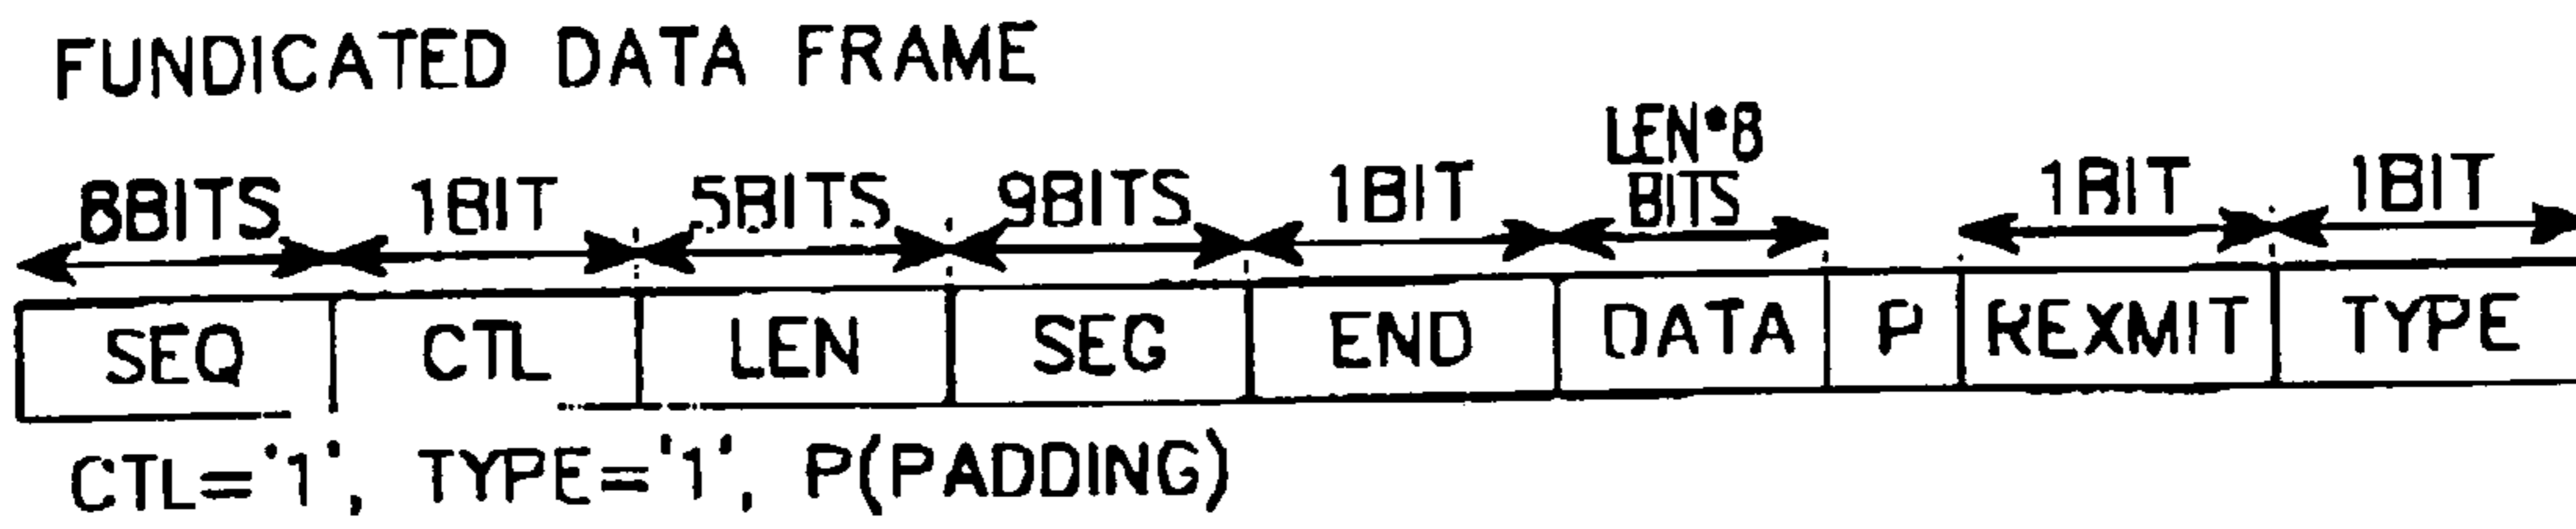 FUNDICATED DATA FRAME
LEN*8
8BITS 1BIT 5BITS 9BITS 1BIT BITS 1BIT 1BIT
SEQ CTL LEN SEG END DATA P REXMIT TYPE
CTL='1', TYPE='1', P(PADDING)